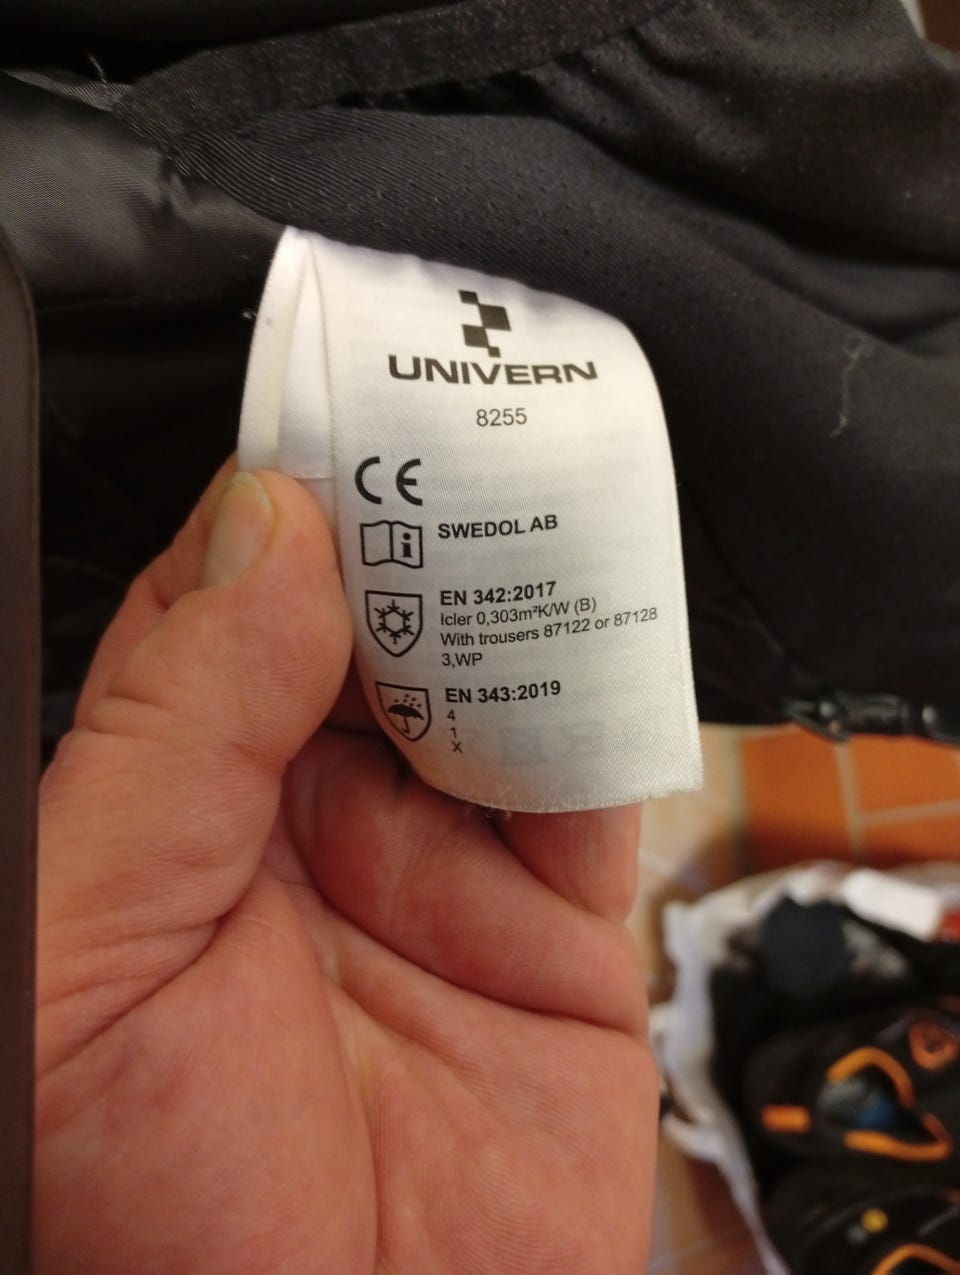 UNIVERN
8255
CE
i
SWEDOL AB
EN 342:2017
Icler 0,303m²K/W (B)
With trousers 87122 or 87128
3,WP
EN 343:2019
4
1
X